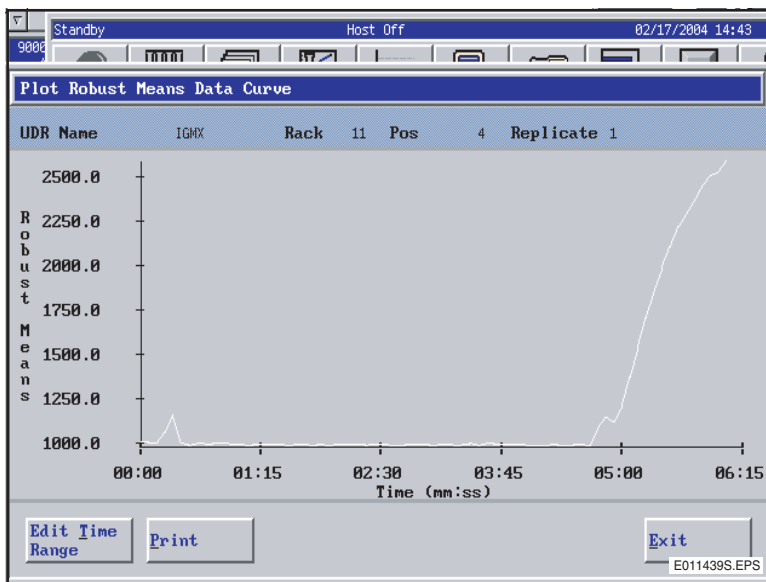 Standby Host Off 02/17/2004 14:43
9000
Plot Robust Means Data Curve
UDR Name IGMX Rack 11 Pos 4 Replicate 1
2500.0
2250.0
2000.0
1750.0
1500.0
1250.0
1000.0
Robust Means
00:00 01:15 02:30 03:45 05:00 06:15
Time (mm:ss)
Edit Time Range
Print
Exit
E011439S.EPS